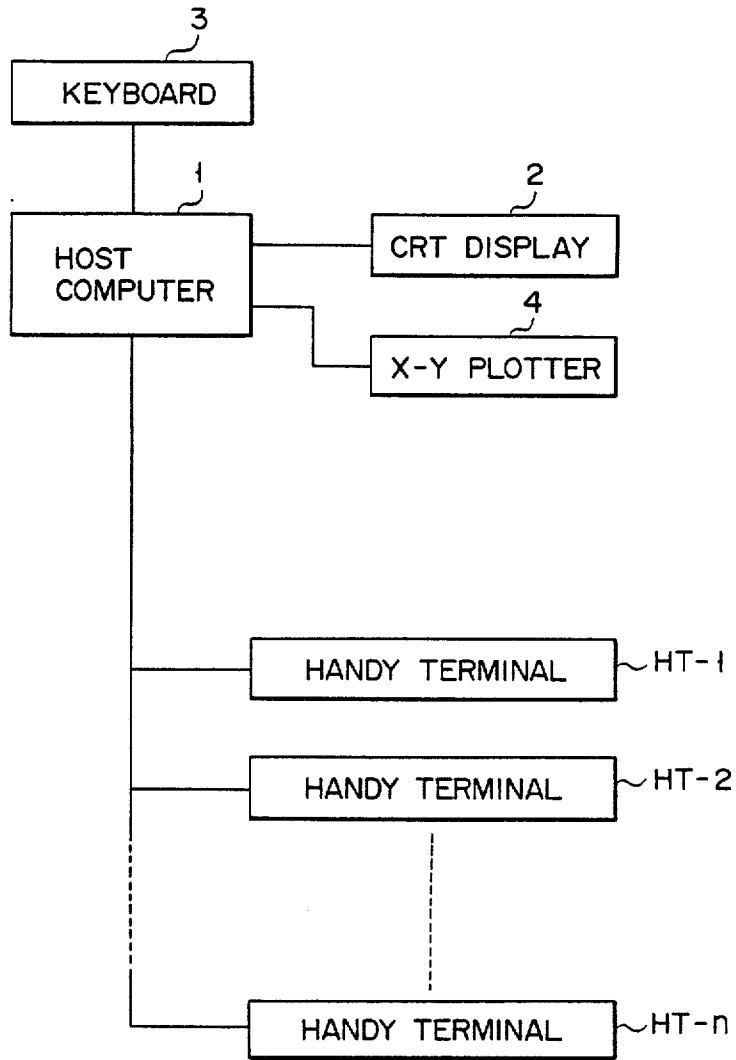 3
KEYBOARD
1
HOST
COMPUTER
2
CRT DISPLAY
4
X-Y PLOTTER
HANDY TERMINAL
HT-1
HANDY TERMINAL
HT-2
HANDY TERMINAL
HT-n